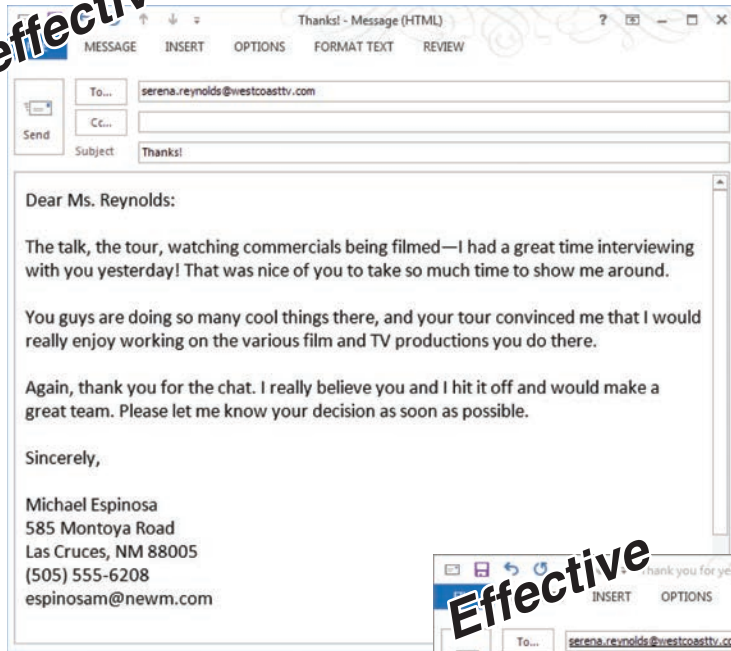 effective
Thanks! - Message (HTML)
MESSAGE INSERT OPTIONS FORMAT TEXT REVIEW
To... serena.reynolds@westcoasttv.com
Cc...
Send
Subject Thanks!
Dear Ms. Reynolds:
The talk, the tour, watching commercials being filmed—I had a great time interviewing
with you yesterday! That was nice of you to take so much time to show me around.
You guys are doing so many cool things there, and your tour convinced me that I would
really enjoy working on the various film and TV productions you do there.
Again, thank you for the chat. I really believe you and I hit it off and would make a
great team. Please let me know your decision as soon as possible.
Sincerely,
Michael Espinosa
585 Montoya Road
Las Cruces, NM 88005
(505) 555-6208
espinosam@newm.com
Effective
hank you for ye
INSERT OPTIONS
To... serena.reynolds@westcoasttv.co